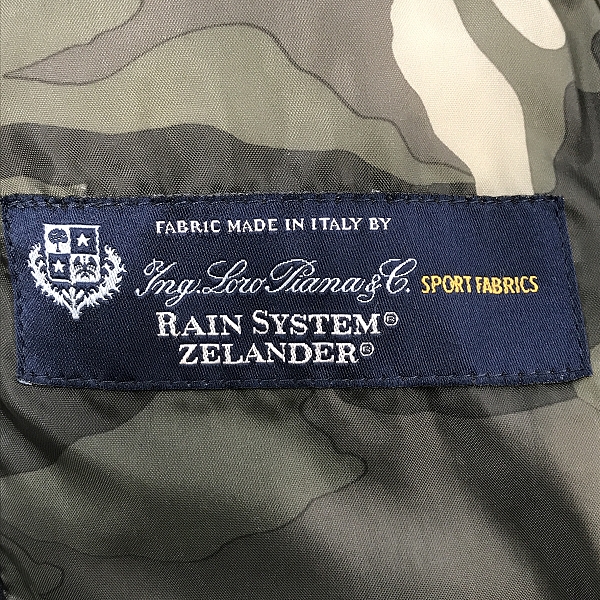 FABRIC MADE IN ITALY BY
Ing. Loro Piana & C. SPORT FABRICS
RAIN SYSTEM®
ZELANDER®